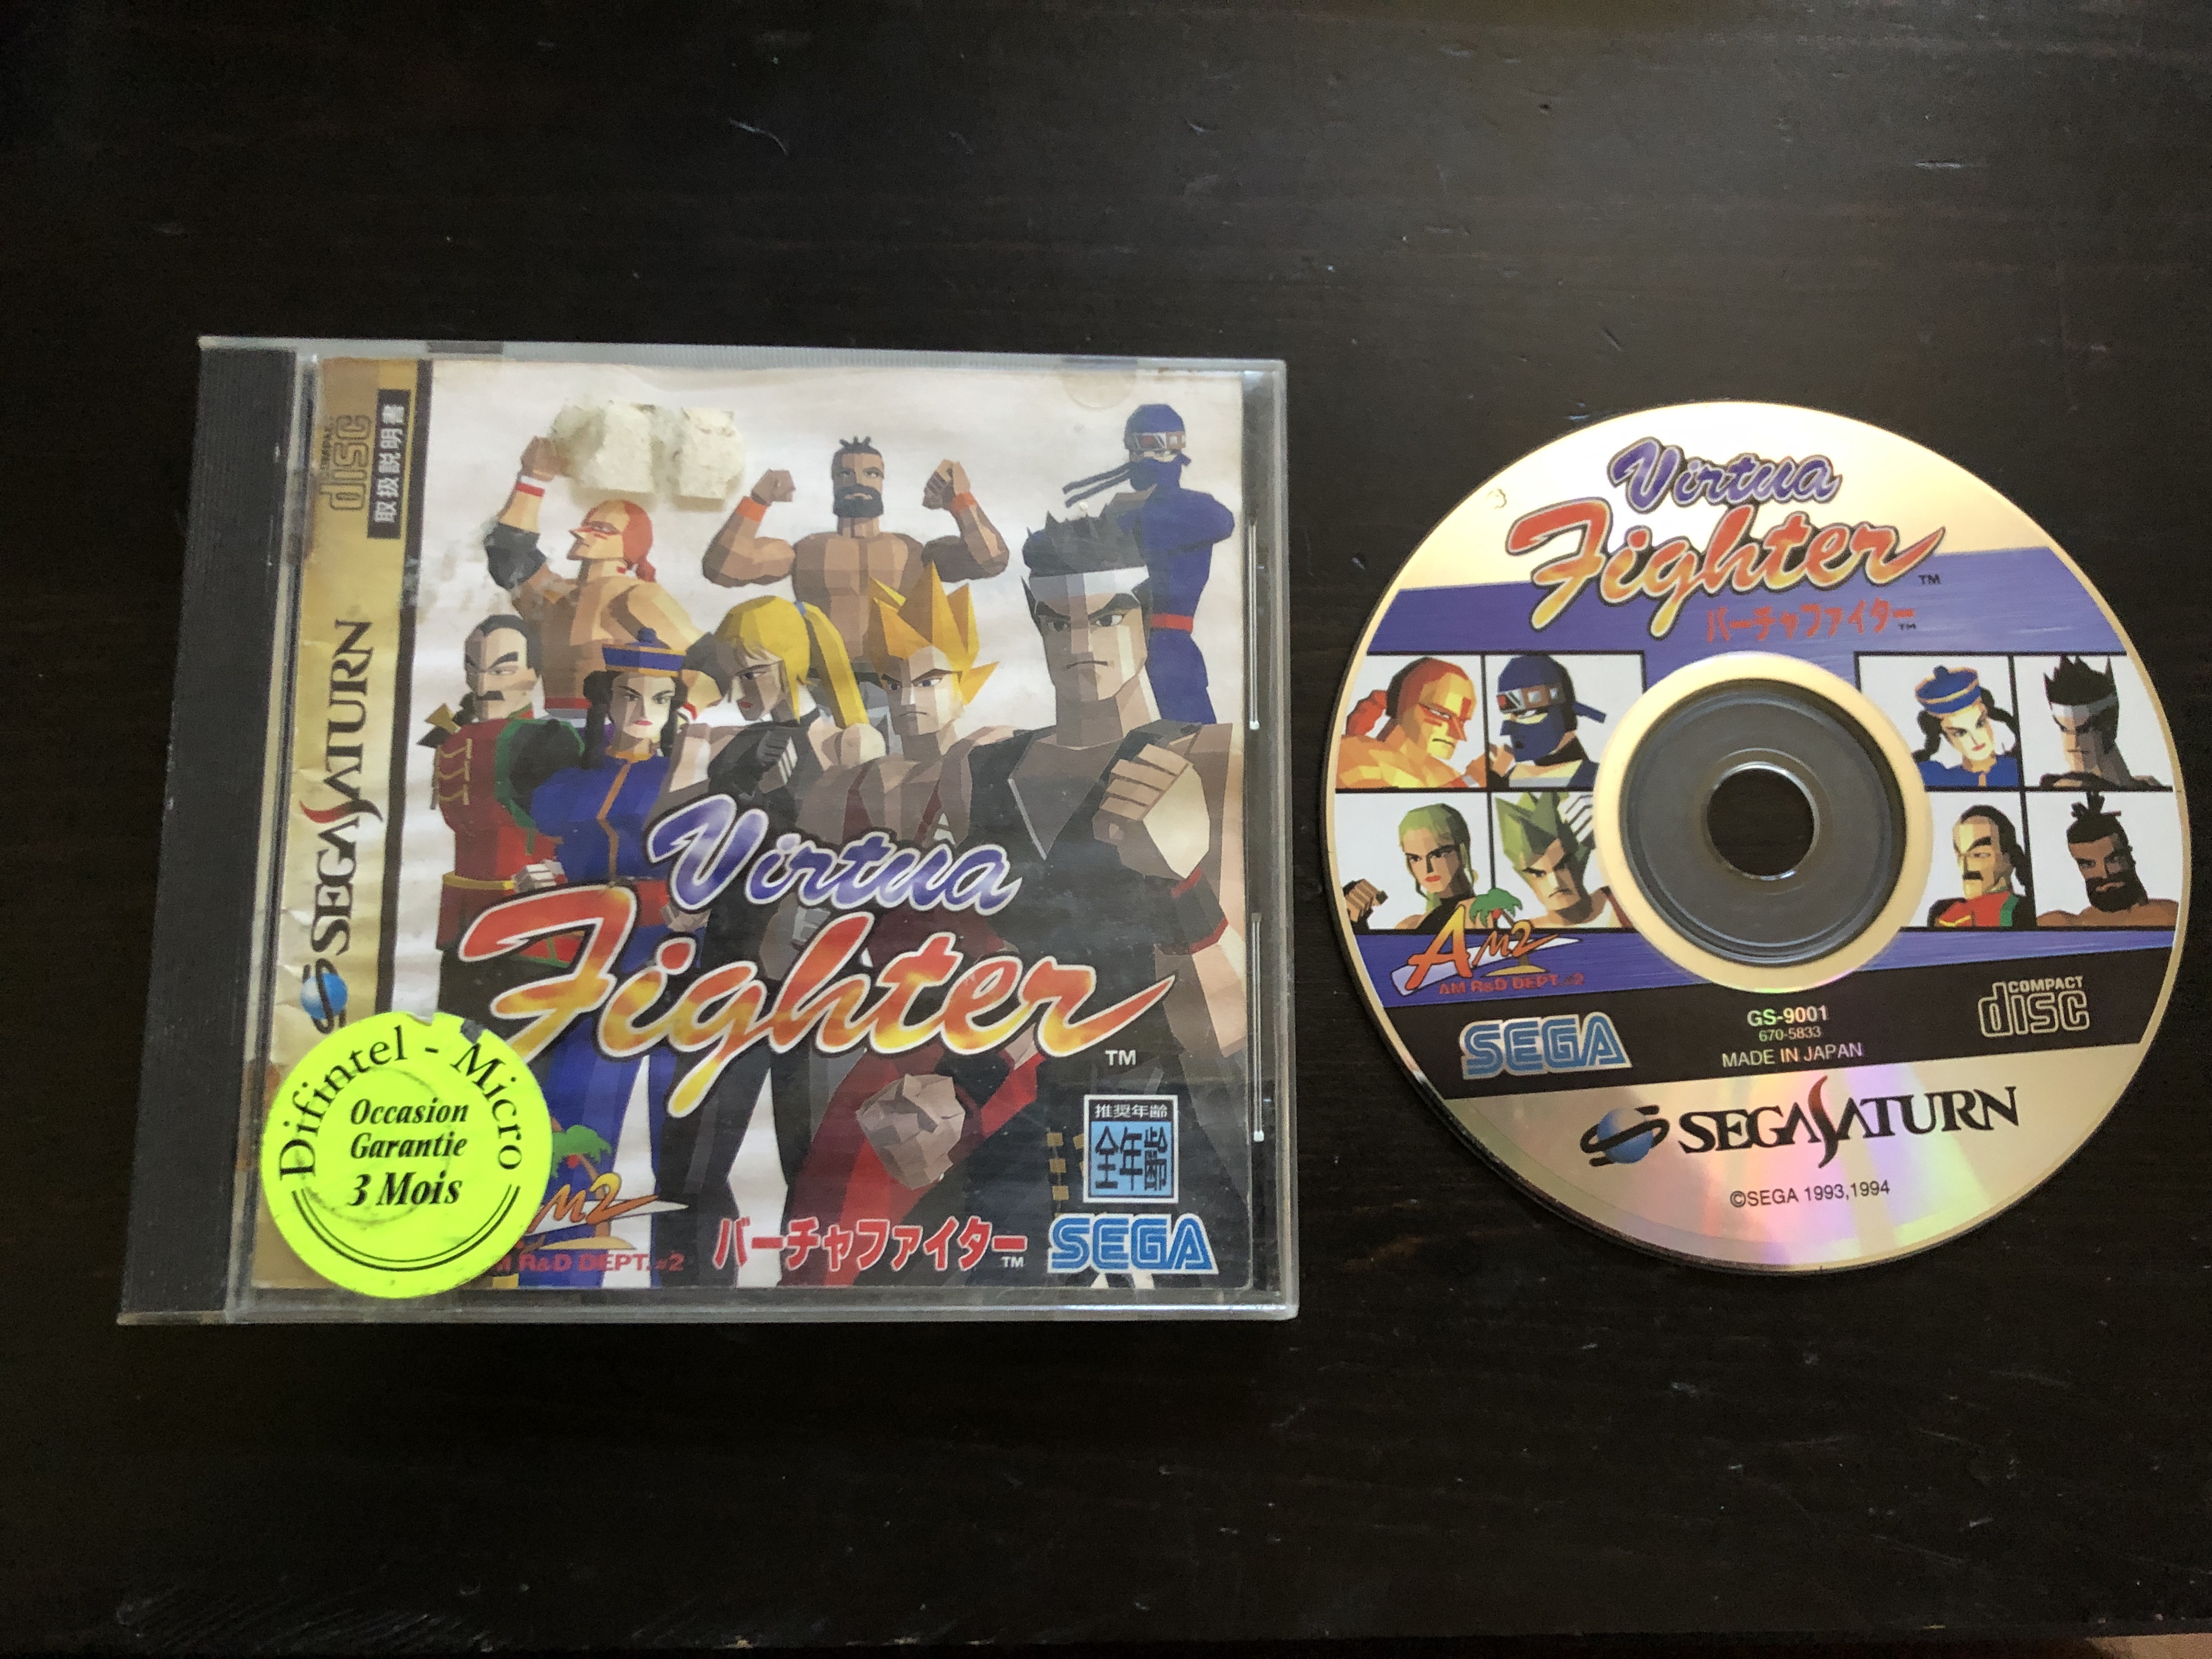 COMPACT
disc
取扱説明書
SEGA SATURN
Virtua
Fighter
TM
Difintel - Micro
Occasion
Garantie
3 Mois
推奨年齢
全年齢
M2
M R&D DEPT. #2
バーチャファイター
TM
SEGA
Virtua
Fighter
TM
バーチャファイター
TM
AM2
AM R&D DEPT. #2
SEGA
GS-9001
670-5833
MADE IN JAPAN
COMPACT
disc
SEGA SATURN
©SEGA 1993,1994